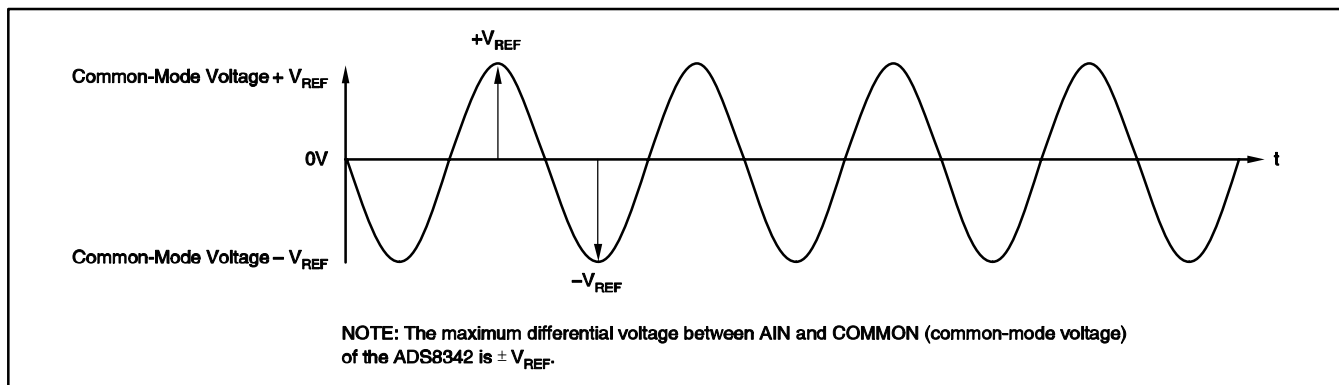 +VREF
Common-Mode Voltage + VREF
0V
t
Common-Mode Voltage – VREF
–VREF
NOTE: The maximum differential voltage between AIN and COMMON (common-mode voltage)
of the ADS8342 is ± VREF.